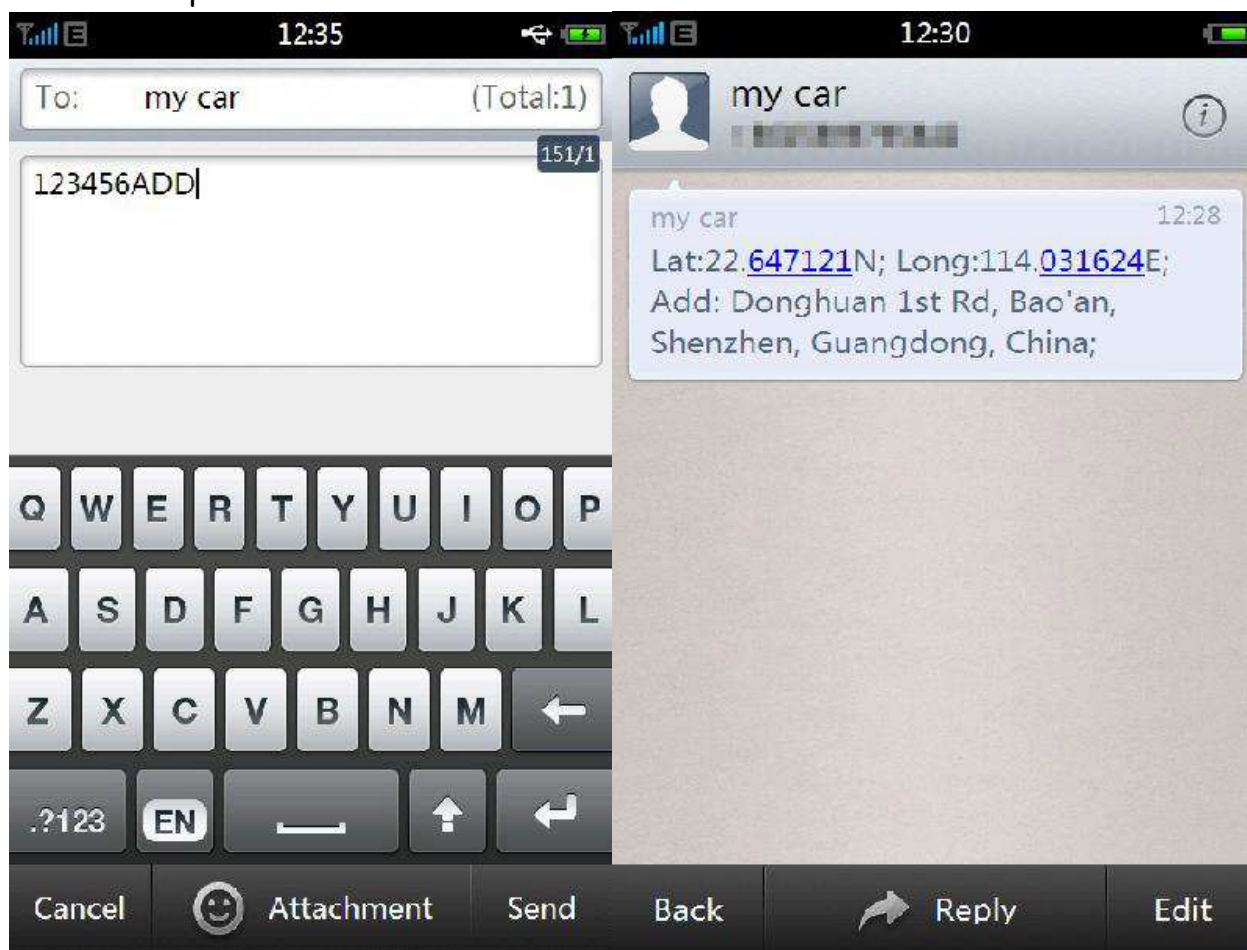 12:35
To: my car (Total:1)
151/1
123456ADD
Q W E R T Y U I O P
A S D F G H J K L
Z X C V B N M
.?123 EN
Cancel Attachment Send
12:30
my car
my car 12:28
Lat:22.647121N; Long:114.031624E;
Add: Donghuan 1st Rd, Bao'an,
Shenzhen, Guangdong, China;
Back Reply Edit